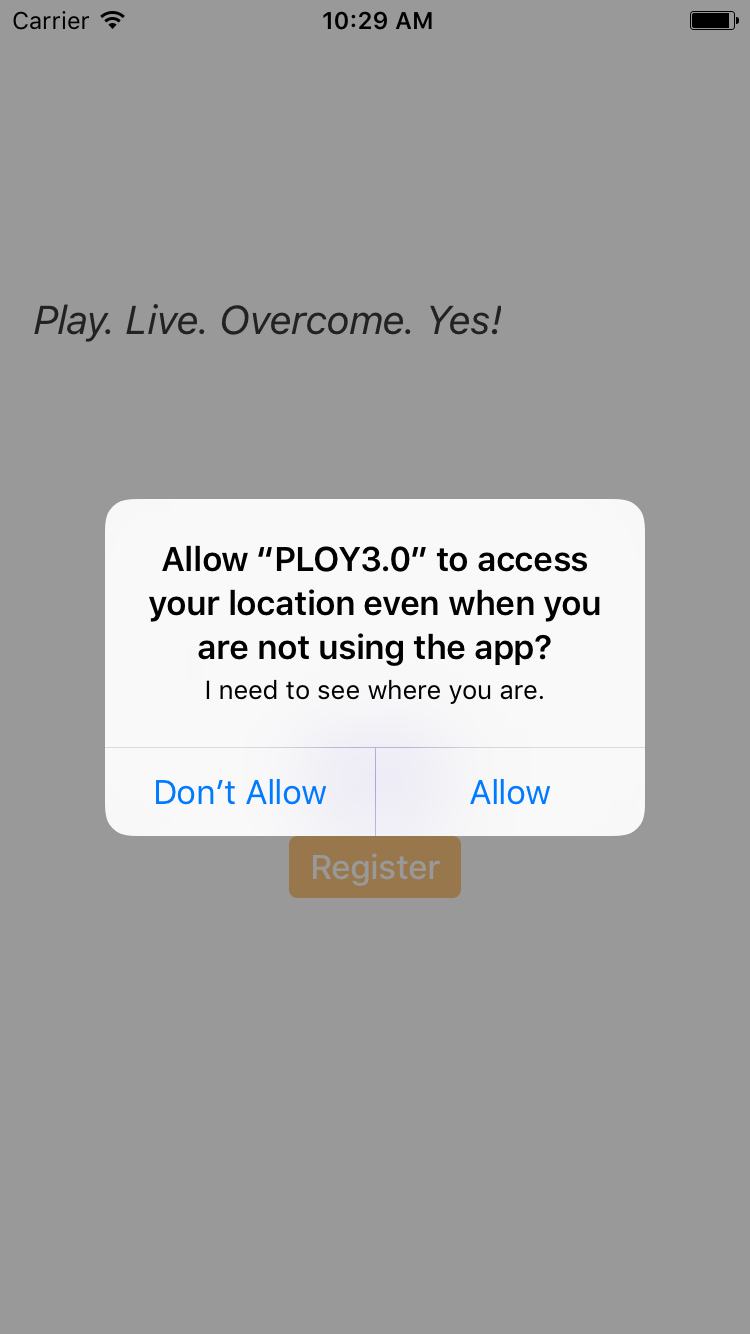 Carrier 10:29 AM
Play. Live. Overcome. Yes!
Allow “PLOY3.0” to access
your location even when you
are not using the app?
I need to see where you are.
Don’t Allow Allow
Register